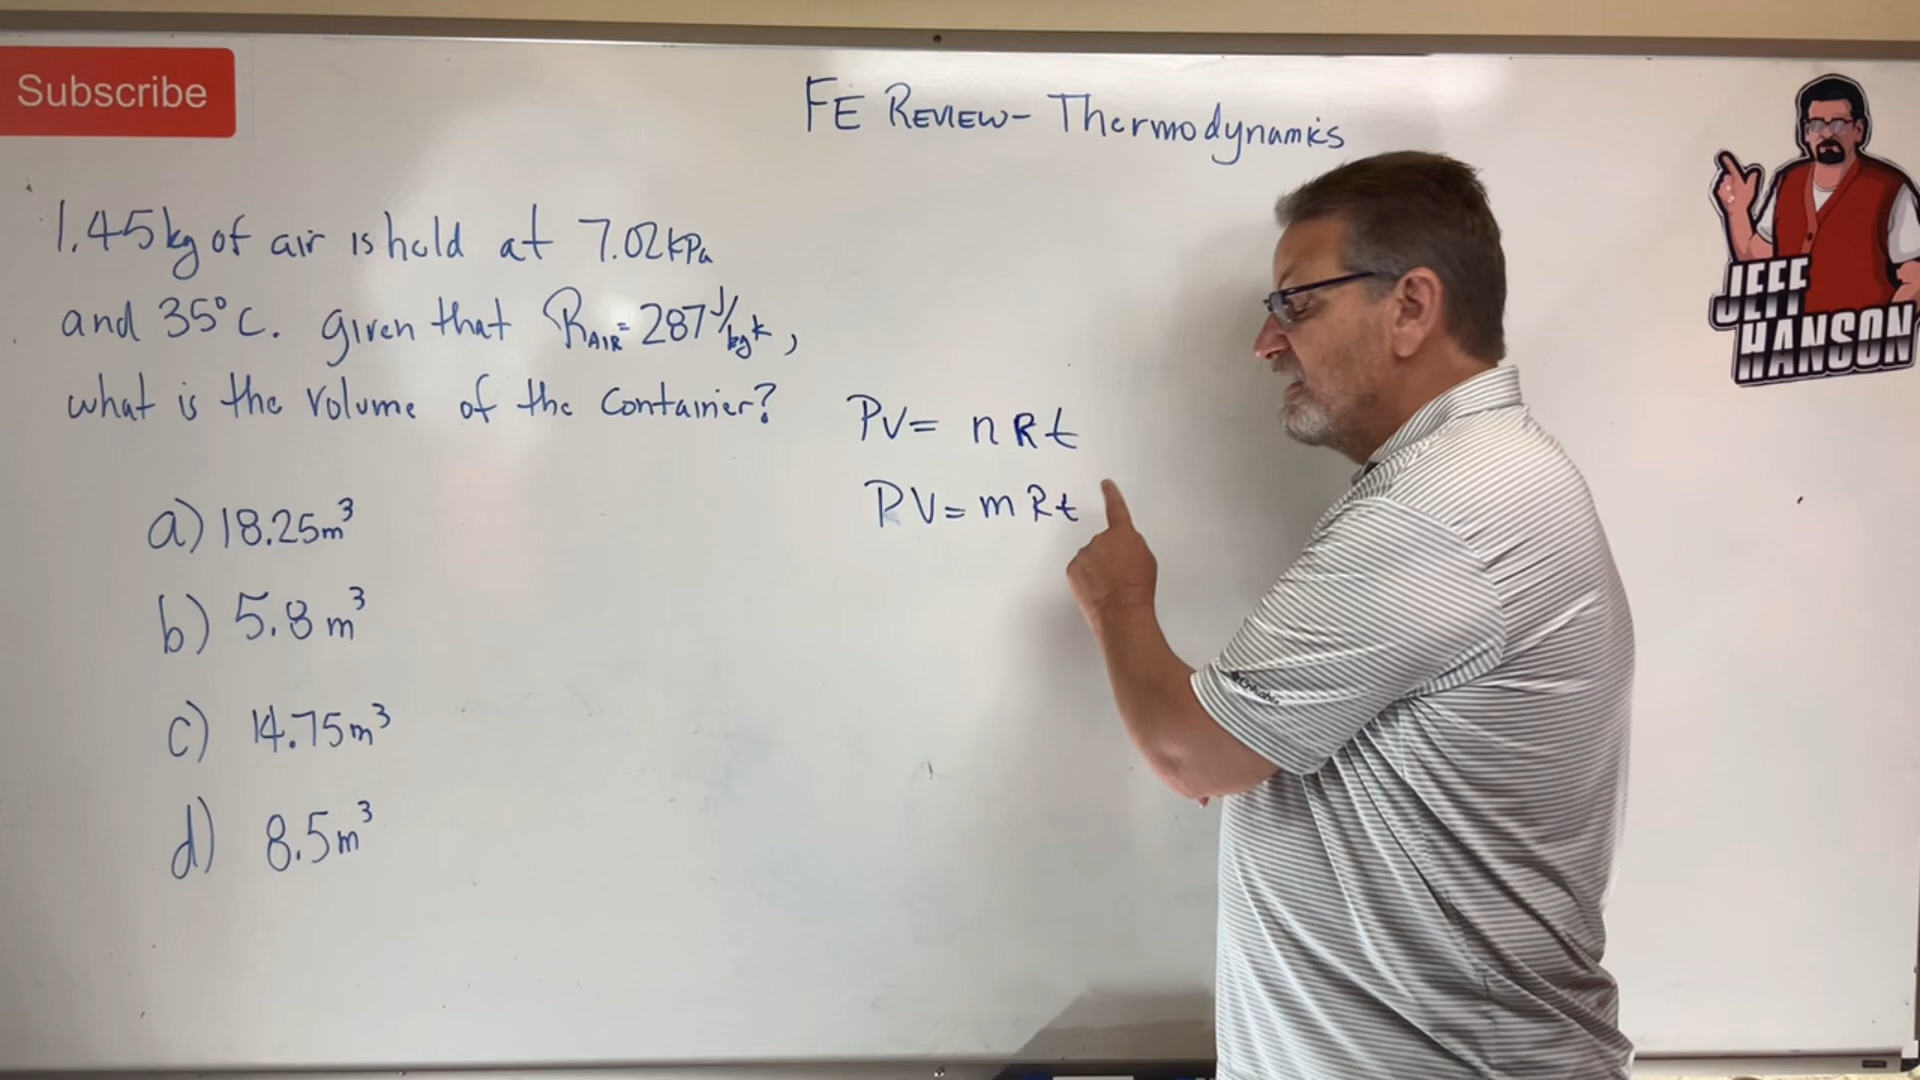 Subscribe
FE REVIEW- Thermodynamics
1.45kg of air is held at 7.02kPa
and 35°C. given that RAIR = 287 J/kgk,
what is the volume of the container?
PV= nRt
PV=mRt
a) 18.25m³
b) 5.8m³
c) 14.75m³
d) 8.5m³
JEFF
HANSON